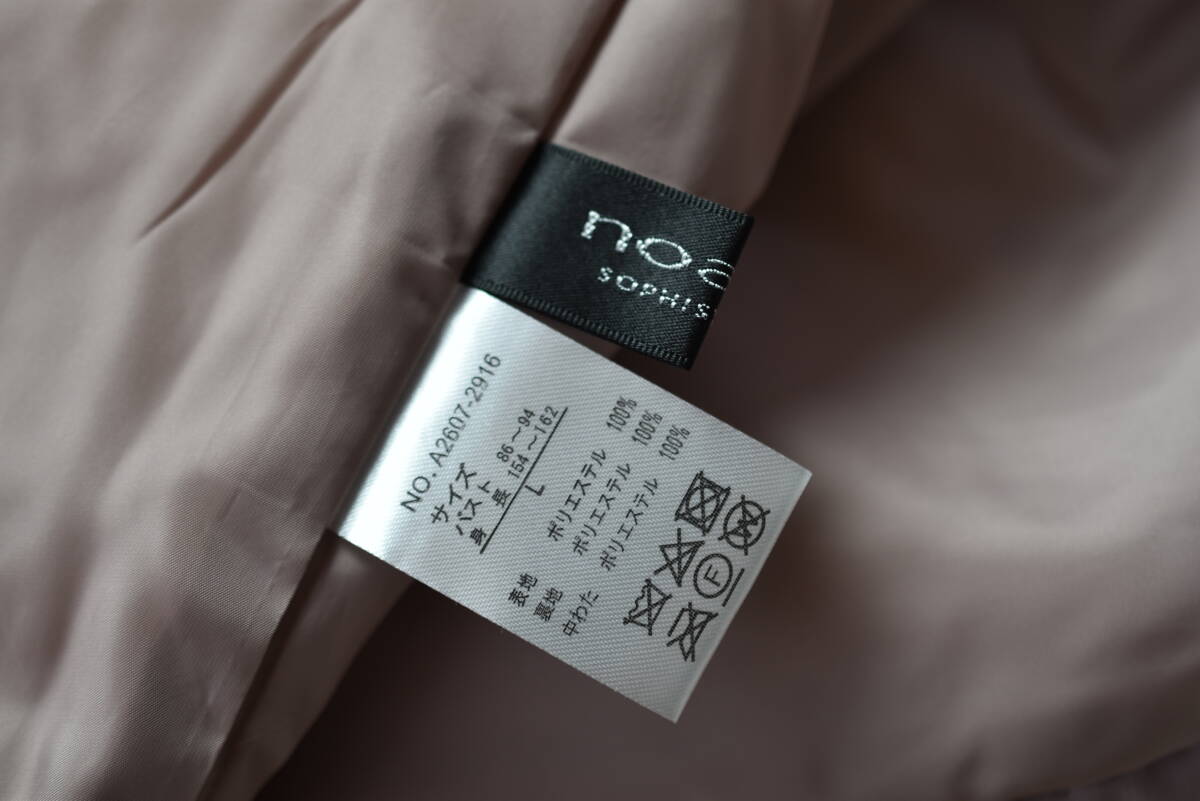 noa
SOPHIS
NO. A2607-2916
サイズ
バスト 86～94
身 長 154～162
L
表地 ポリエステル 100%
裏地 ポリエステル 100%
中わた ポリエステル 100%
F